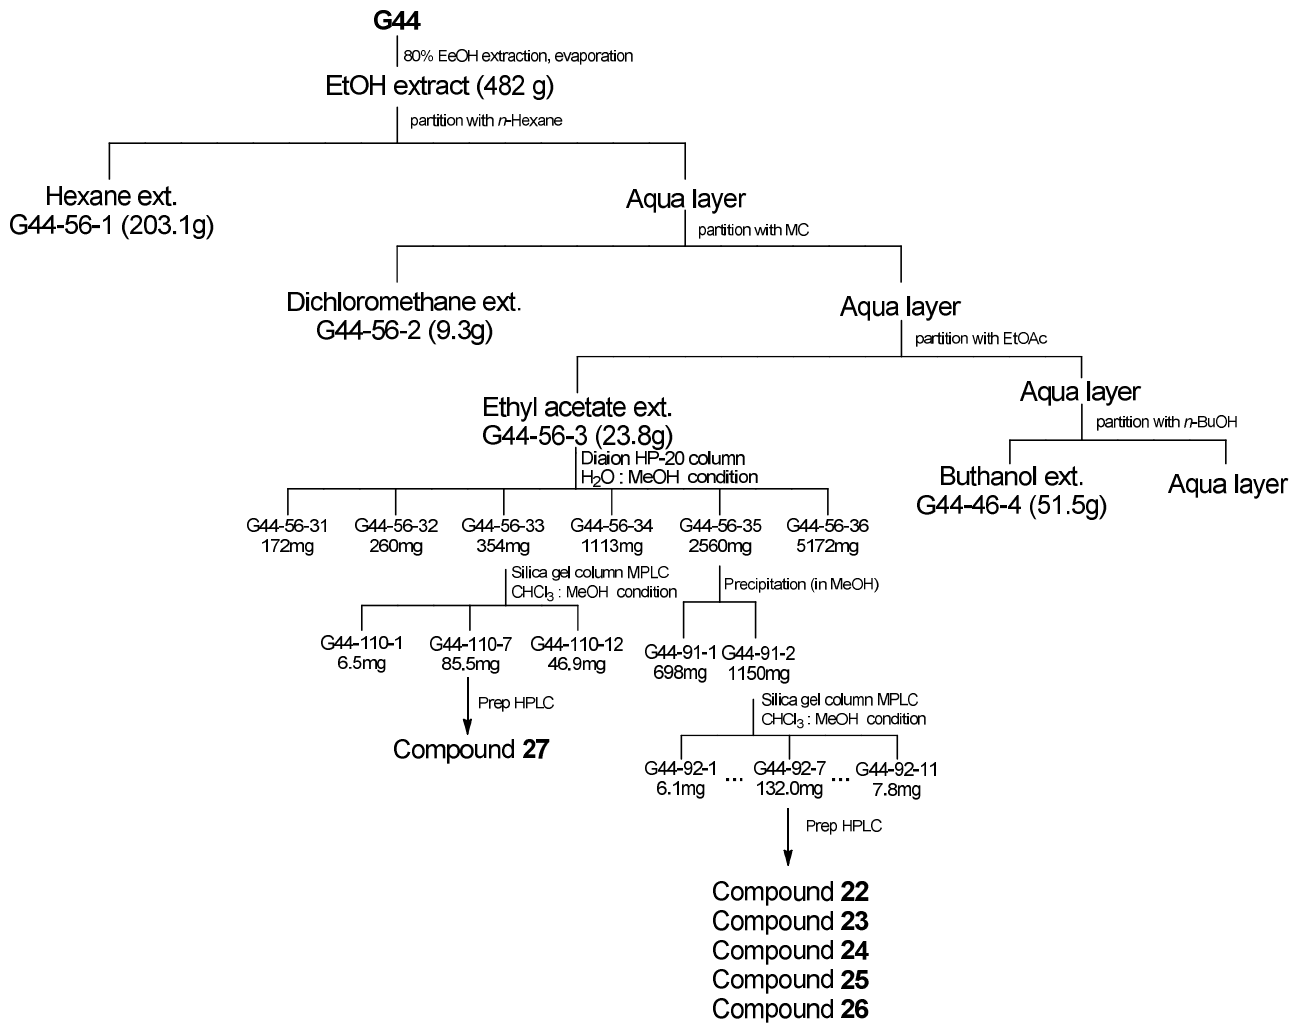 G44
80% EeOH extraction, evaporation
EtOH extract (482 g)
partition with n-Hexane
Hexane ext.
G44-56-1 (203.1g)
Aqua layer
partition with MC
Dichloromethane ext.
G44-56-2 (9.3g)
Aqua layer
partition with EtOAc
Ethyl acetate ext.
G44-56-3 (23.8g)
Aqua layer
partition with n-BuOH
Buthanol ext.
G44-46-4 (51.5g)
Aqua layer
Diaion HP-20 column
H2O : MeOH condition
G44-56-31
172mg
G44-56-32
260mg
G44-56-33
354mg
G44-56-34
1113mg
G44-56-35
2560mg
G44-56-36
5172mg
Silica gel column MPLC
CHCl3 : MeOH condition
Precipitation (in MeOH)
G44-110-1
6.5mg
G44-110-7
85.5mg
G44-110-12
46.9mg
G44-91-1
698mg
G44-91-2
1150mg
Prep HPLC
Compound 27
Silica gel column MPLC
CHCl3 : MeOH condition
G44-92-1
6.1mg
...
G44-92-7
132.0mg
...
G44-92-11
7.8mg
Prep HPLC
Compound 22
Compound 23
Compound 24
Compound 25
Compound 26